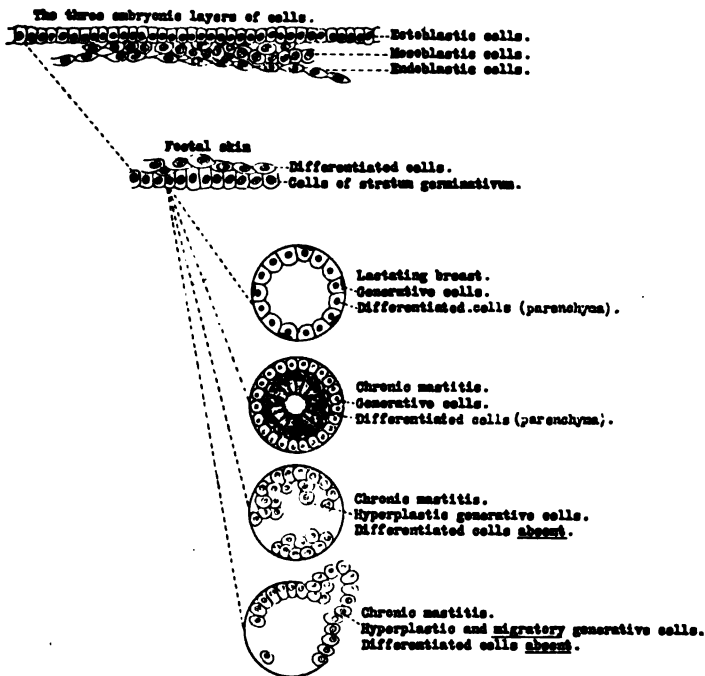 The three embryonic layers of cells.
Ectoblastic cells.
Mesoblastic cells.
Endoblastic cells.
Foetal skin
Differentiated cells.
Cells of stratum germinativum.
Lactating breast.
Generative cells.
Differentiated cells (parenchyma).
Chronic mastitis.
Generative cells.
Differentiated cells (parenchyma).
Chronic mastitis.
Hyperplastic generative cells.
Differentiated cells absent.
Chronic mastitis.
Hyperplastic and migratory generative cells.
Differentiated cells absent.